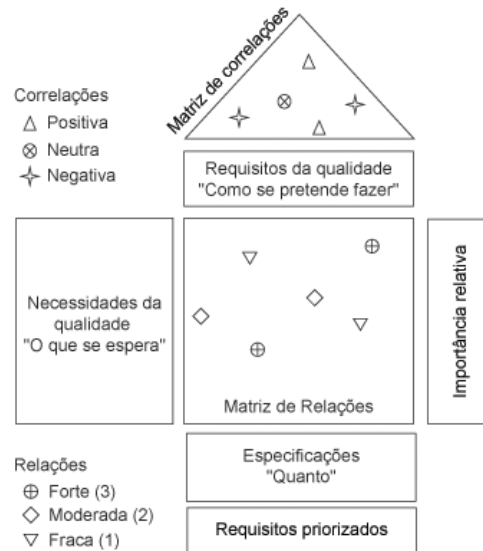 Matriz de correlações
Correlações
Positiva
Neutra
Negativa
Requisitos da qualidade
"Como se pretende fazer"
Necessidades da
qualidade
"O que se espera"
Matriz de Relações
Importância relativa
Relações
Forte (3)
Moderada (2)
Fraca (1)
Especificações
"Quanto"
Requisitos priorizados